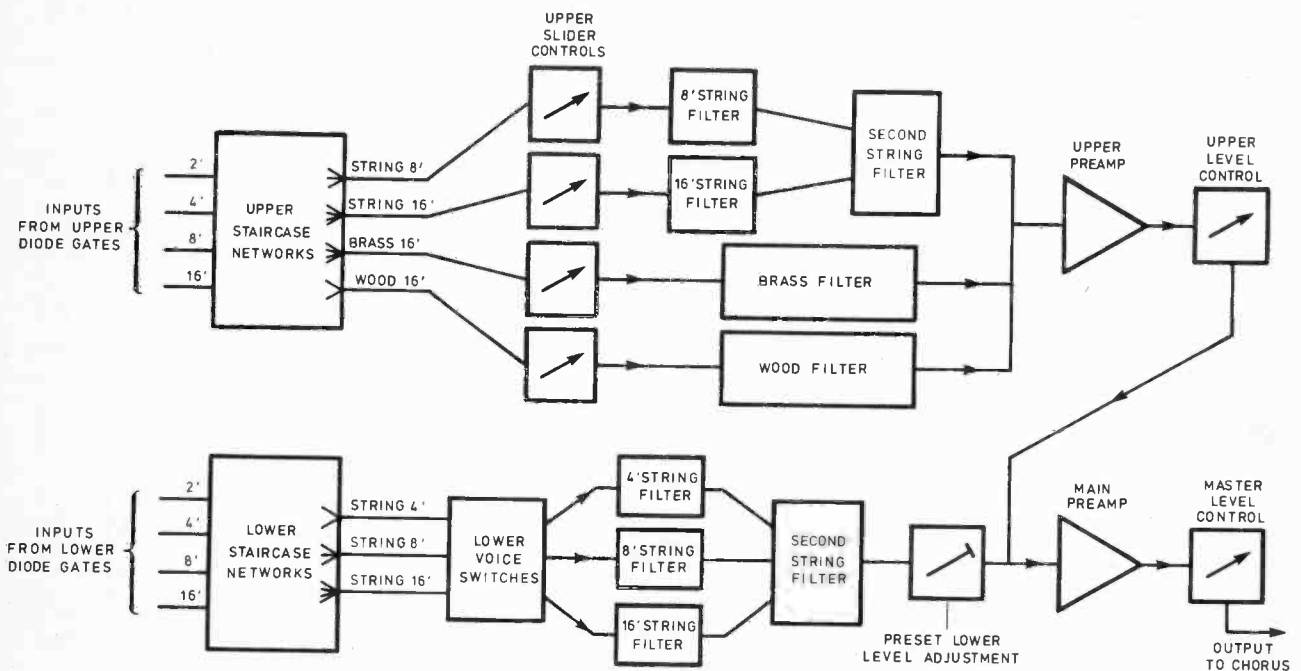 UPPER
SLIDER
CONTROLS
8' STRING
FILTER
SECOND
STRING
FILTER
UPPER
PREAMP
UPPER
LEVEL
CONTROL
INPUTS
FROM UPPER
DIODE GATES
2'
4'
8'
16'
UPPER
STAIRCASE
NETWORKS
STRING 8'
STRING 16'
BRASS 16'
WOOD 16'
16' STRING
FILTER
BRASS FILTER
WOOD FILTER
INPUTS
FROM LOWER
DIODE GATES
2'
4'
8'
16'
LOWER
STAIRCASE
NETWORKS
STRING 4'
STRING 8'
STRING 16'
LOWER
VOICE
SWITCHES
4' STRING
FILTER
8' STRING
FILTER
16' STRING
FILTER
SECOND
STRING
FILTER
PRESET LOWER
LEVEL ADJUSTMENT
MAIN
PREAMP
MASTER
LEVEL
CONTROL
OUTPUT
TO CHORUS